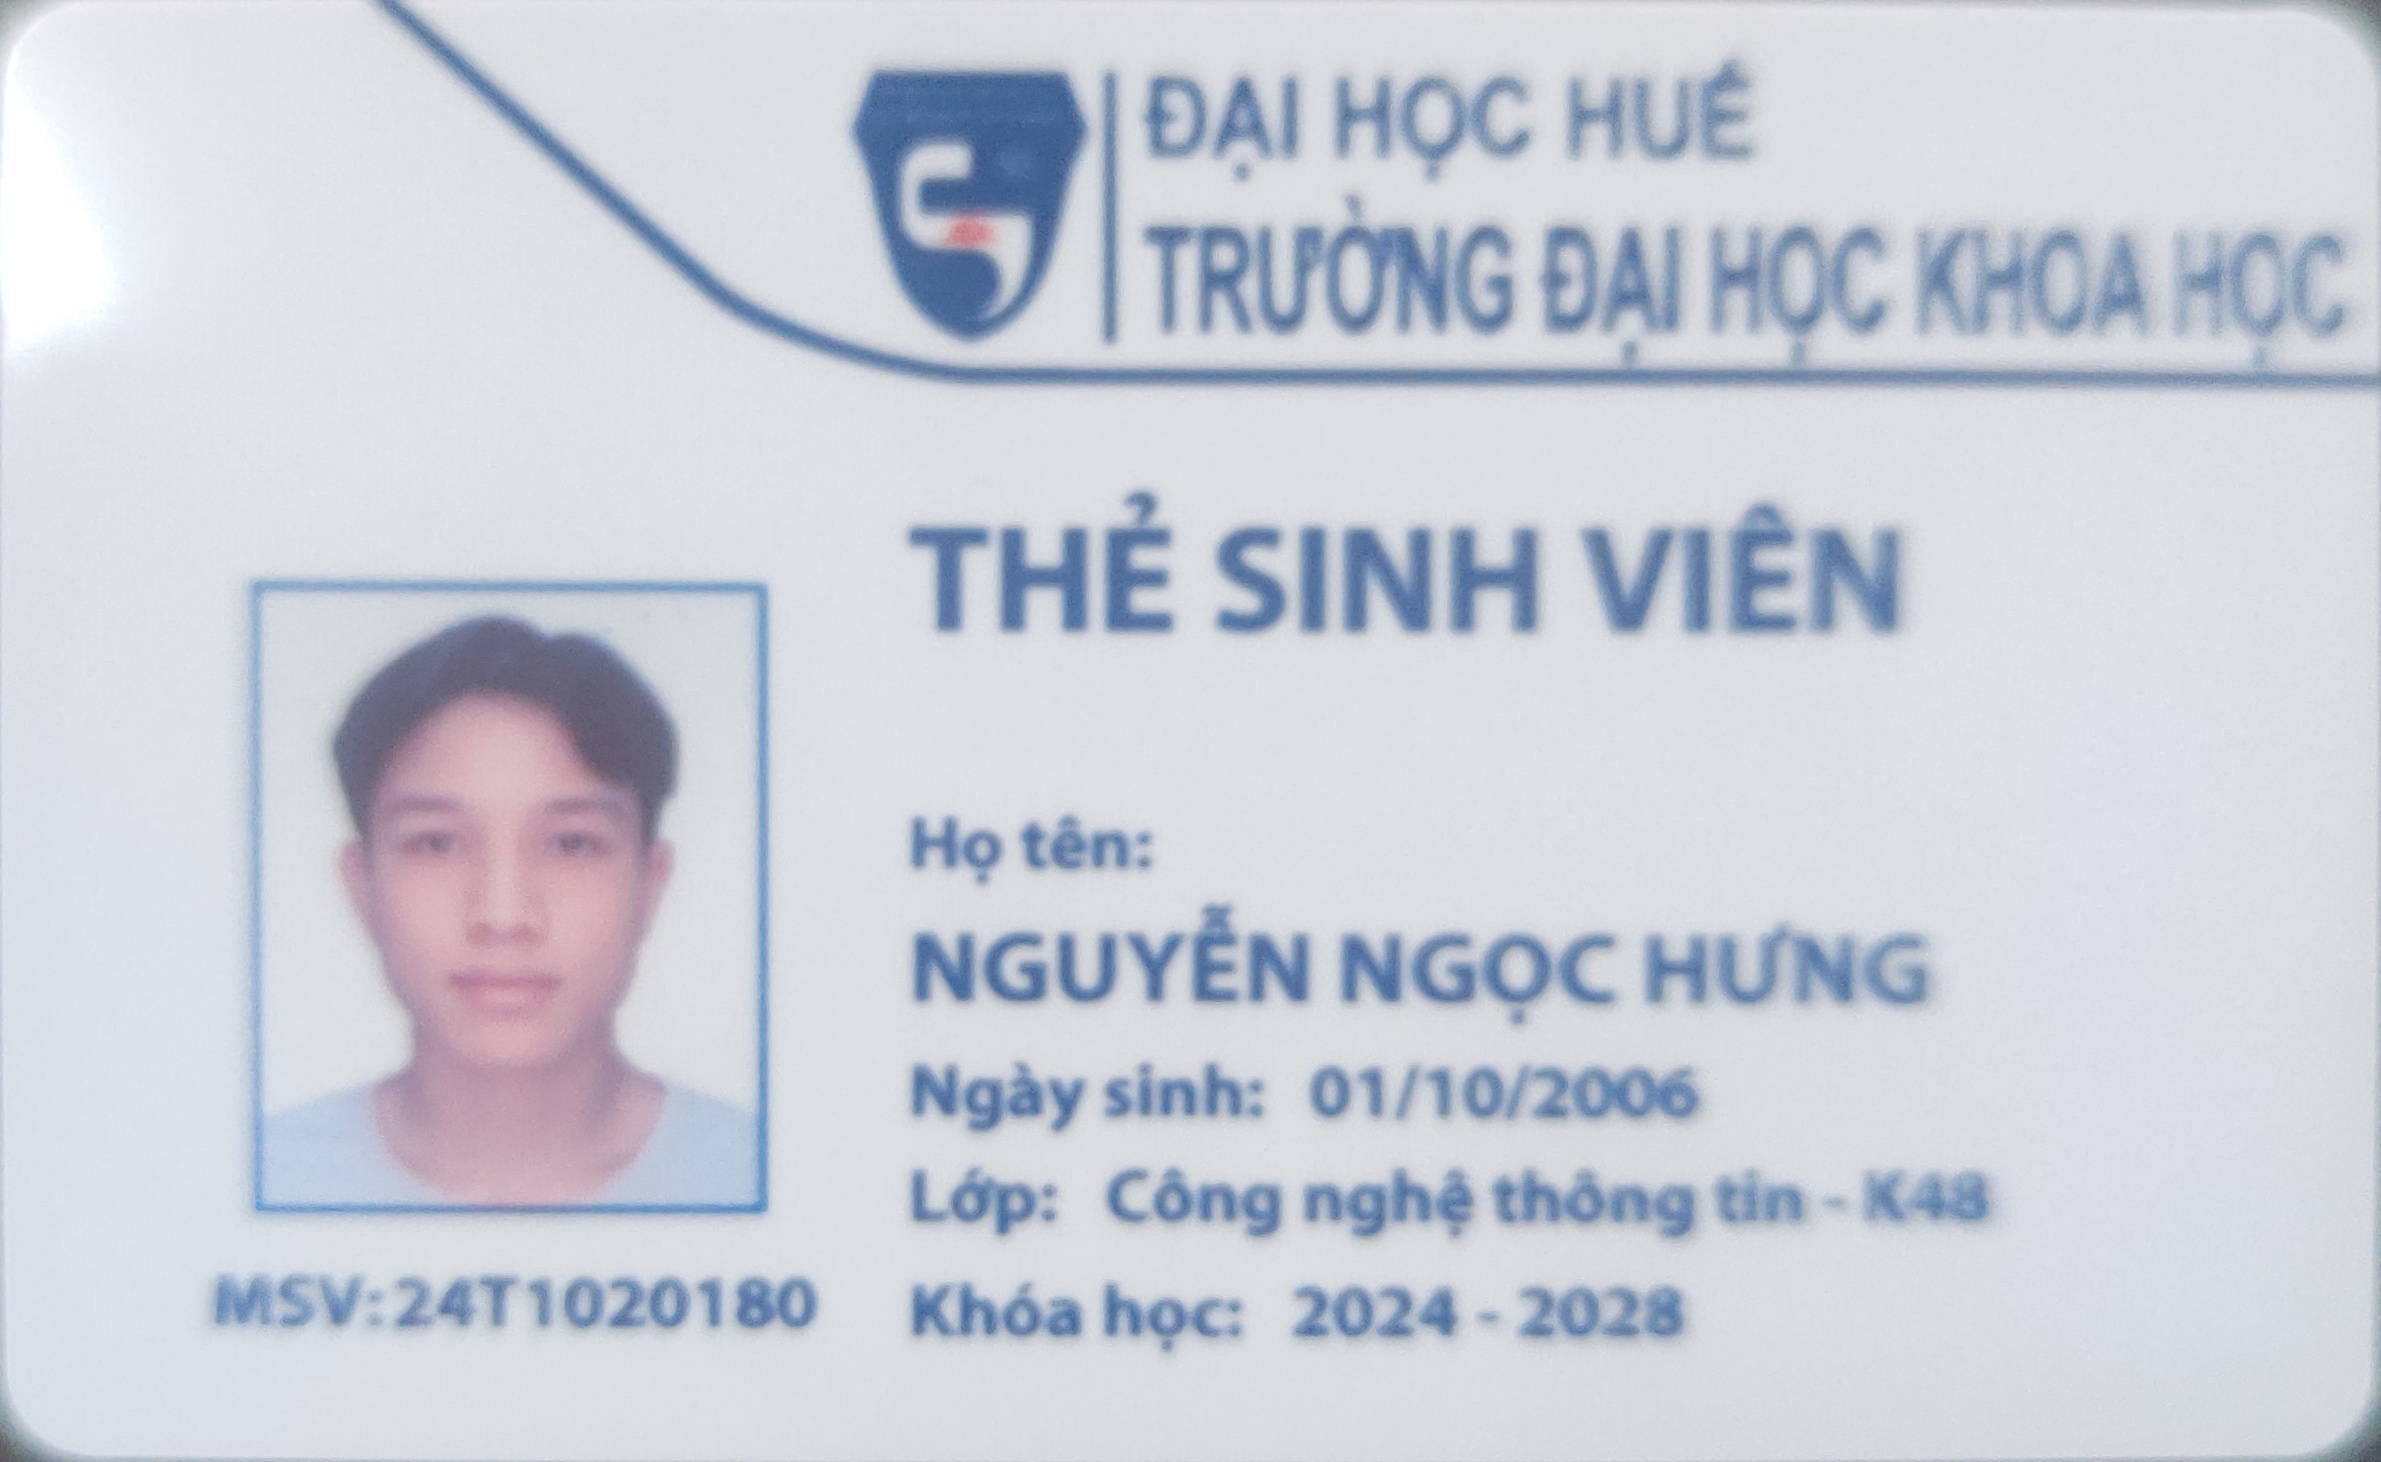 ĐẠI HỌC HUẾ
TRƯỜNG ĐẠI HỌC KHOA HỌC
THẺ SINH VIÊN
Họ tên:
NGUYỄN NGỌC HƯNG
Ngày sinh: 01/10/2006
Lớp: Công nghệ thông tin - K48
Khóa học: 2024 - 2028
MSV:24T1020180